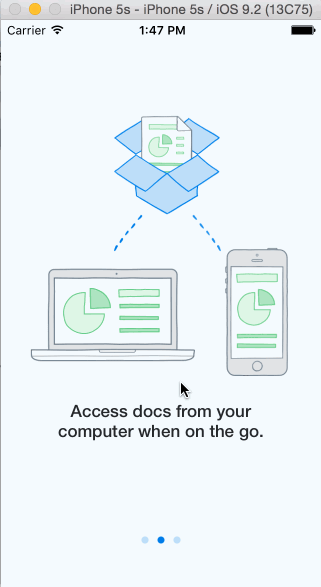 iPhone 5s - iPhone 5s / iOS 9.2 (13C75)
Carrier 1:47 PM
Access docs from your
computer when on the go.